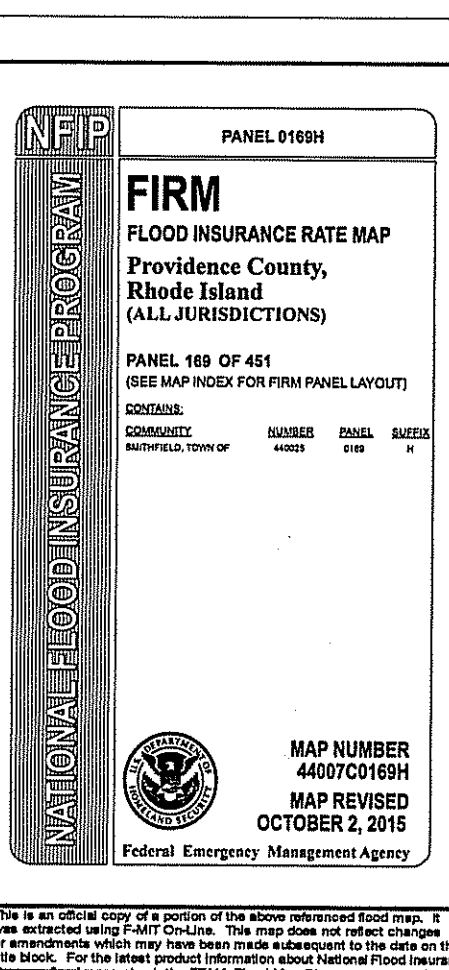 NFIP
PANEL 0169H
NATIONAL FLOOD INSURANCE PROGRAM
FIRM
FLOOD INSURANCE RATE MAP
Providence County,
Rhode Island
(ALL JURISDICTIONS)
PANEL 169 OF 451
(SEE MAP INDEX FOR FIRM PANEL LAYOUT)
CONTAINS:
COMMUNITY NUMBER PANEL SUFFIX
SMITHFIELD, TOWN OF 440025 0169 H
U.S. DEPARTMENT OF HOMELAND SECURITY
MAP NUMBER
44007C0169H
MAP REVISED
OCTOBER 2, 2015
Federal Emergency Management Agency
This is an official copy of a portion of the above referenced flood map. It
was extracted using F-MIT On-Line. This map does not reflect changes
or amendments which may have been made subsequent to the date on th
title block. For the latest product information about National Flood Insura